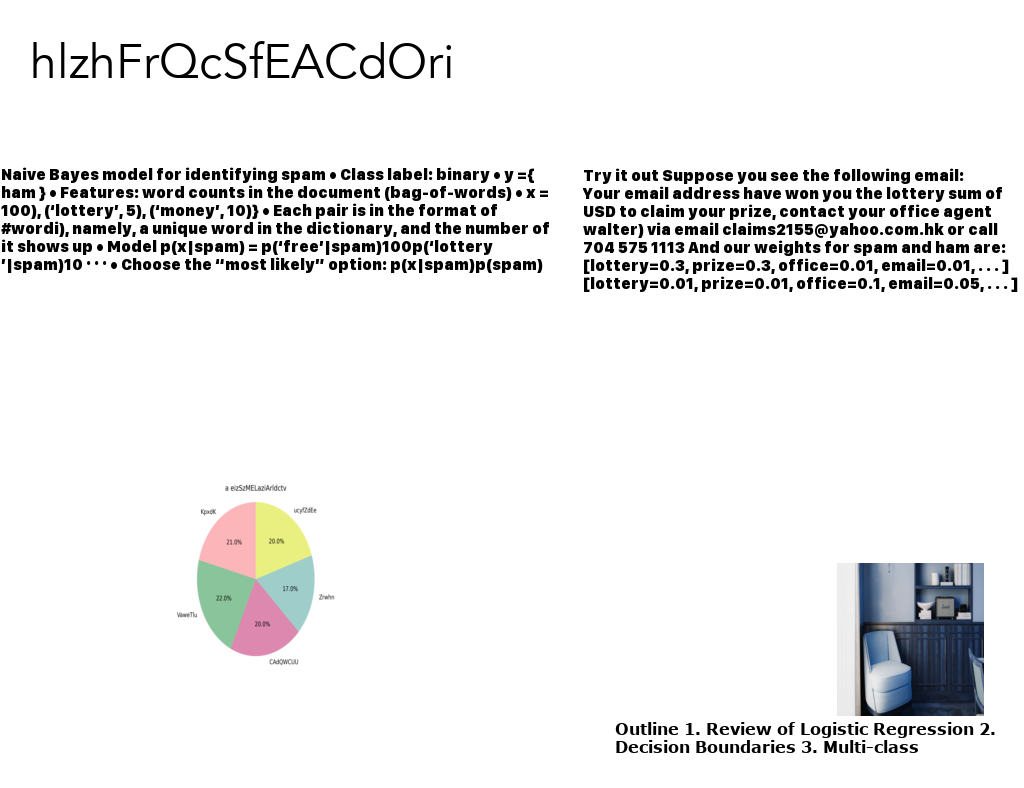 hlzhFrQcSfEACdOri
Naive Bayes model for identifying spam • Class label: binary • y ={
ham } • Features: word counts in the document (bag-of-words) • x =
100), (‘lottery’, 5), (‘money’, 10)} • Each pair is in the format of
#wordi), namely, a unique word in the dictionary, and the number of
it shows up • Model p(x|spam) = p(‘free’|spam)100p(‘lottery
’|spam)10 · · · • Choose the “most likely” option: p(x|spam)p(spam)
Try it out Suppose you see the following email:
Your email address have won you the lottery sum of
USD to claim your prize, contact your office agent
walter) via email claims2155@yahoo.com.hk or call
704 575 1113 And our weights for spam and ham are:
[lottery=0.3, prize=0.3, office=0.01, email=0.01, . . . ]
[lottery=0.01, prize=0.01, office=0.1, email=0.05, . . . ]
a eizSzMELaziArldctv
KpxdK
ucyfZdEe
21.0%
20.0%
17.0%
Zrwhn
22.0%
VaweTlu
20.0%
CAdQWCUU
Outline 1. Review of Logistic Regression 2.
Decision Boundaries 3. Multi-class